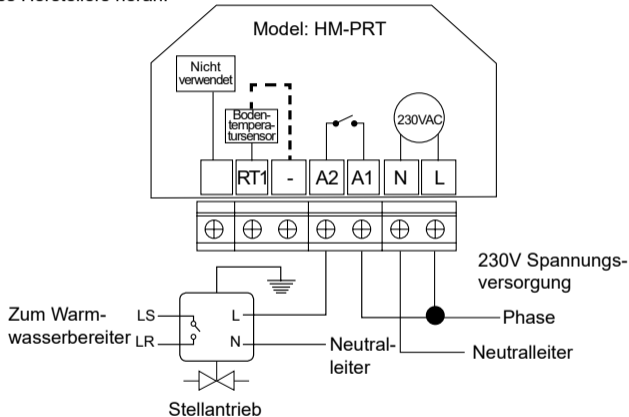 Model: HM-PRT
Nicht
verwendet
Boden-
tempera-
tursensor
230VAC
RT1 - A2 A1 N L
230V Spannungs-
versorgung
Phase
Neutralleiter
Zum Warm-
wasserbereiter
LS
LR
L
N
Neutral-
leiter
Stellantrieb